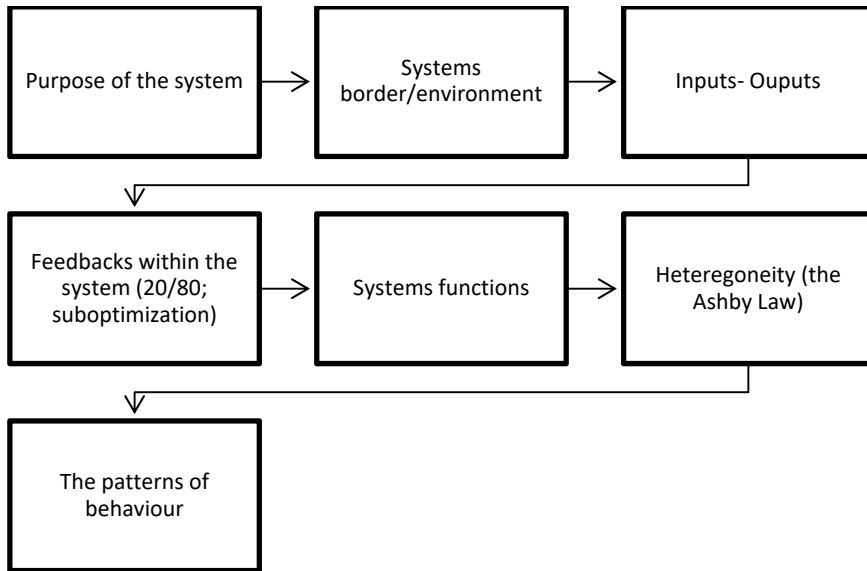 Purpose of the system
Systems
border/environment
Inputs- Ouputs
Feedbacks within the
system (20/80;
suboptimization)
Systems functions
Heteregoneity (the
Ashby Law)
The patterns of
behaviour